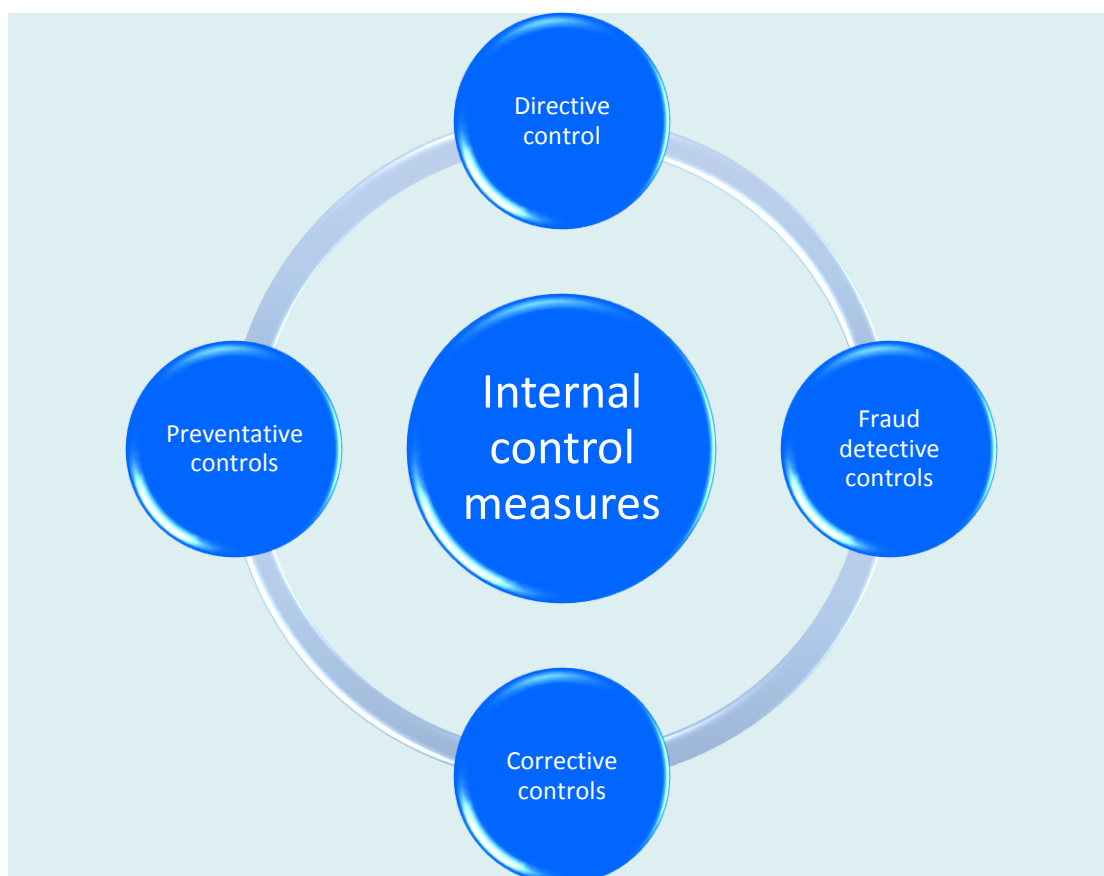 Directive
control
Preventative
controls
Internal
control
measures
Fraud
detective
controls
Corrective
controls